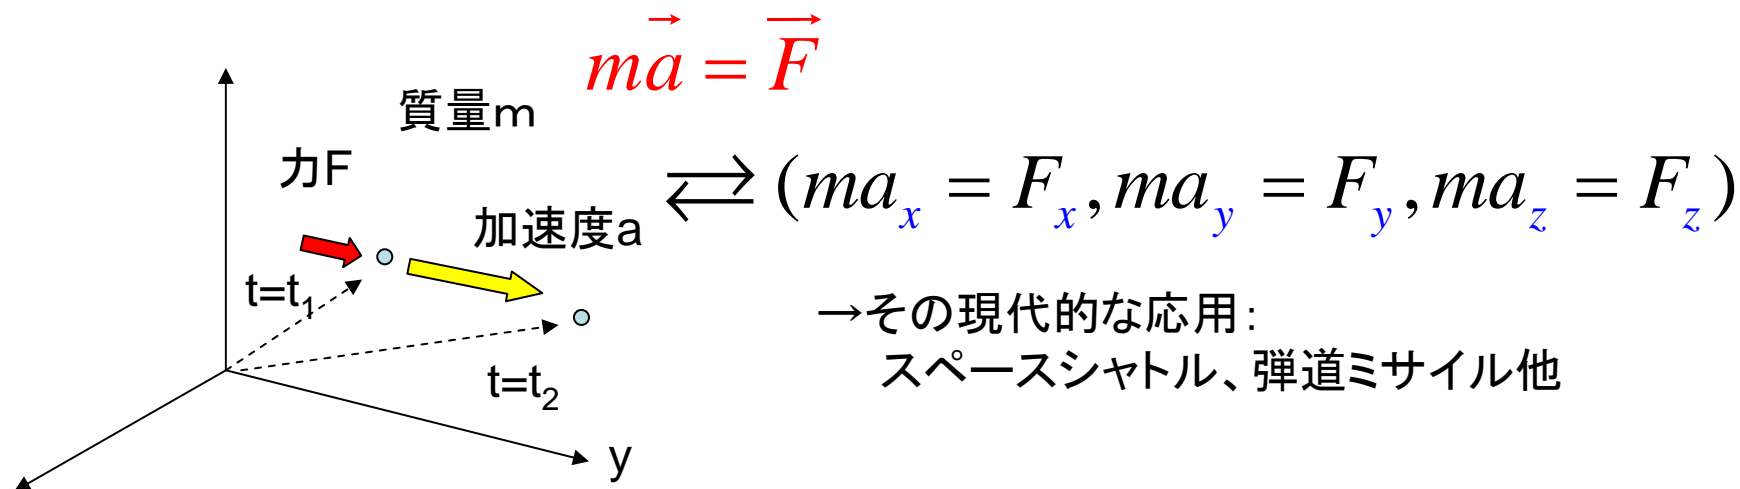 ma = F
質量m
力F
⇄ (ma_x = F_x, ma_y = F_y, ma_z = F_z)
加速度a
t=t_1
→その現代的な応用:
スペースシャトル、弾道ミサイル他
t=t_2
y